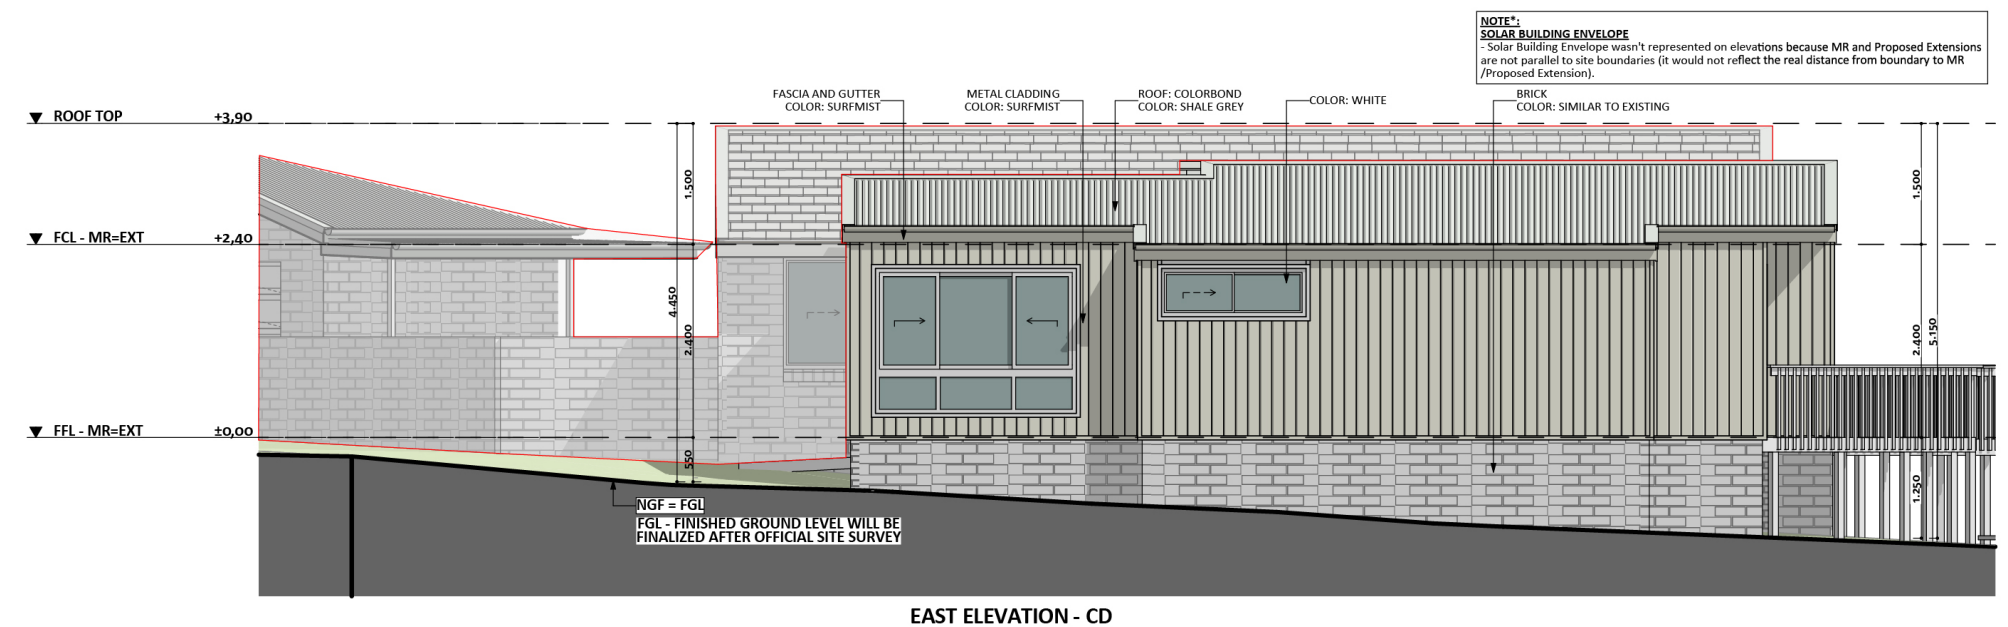 NOTE*:
SOLAR BUILDING ENVELOPE
- Solar Building Envelope wasn't represented on elevations because MR and Proposed Extensions
are not parallel to site boundaries (it would not reflect the real distance from boundary to MR
/Proposed Extension).
FASCIA AND GUTTER
COLOR: SURFMIST
METAL CLADDING
COLOR: SURFMIST
ROOF: COLORBOND
COLOR: SHALE GREY
COLOR: WHITE
BRICK
COLOR: SIMILAR TO EXISTING
ROOF TOP +3,90
FCL - MR=EXT +2,40
FFL - MR=EXT ±0,00
1.500
4.450
2.400
550
1.500
2.400
5.150
1.250
NGF = FGL
FGL - FINISHED GROUND LEVEL WILL BE
FINALIZED AFTER OFFICIAL SITE SURVEY
EAST ELEVATION - CD